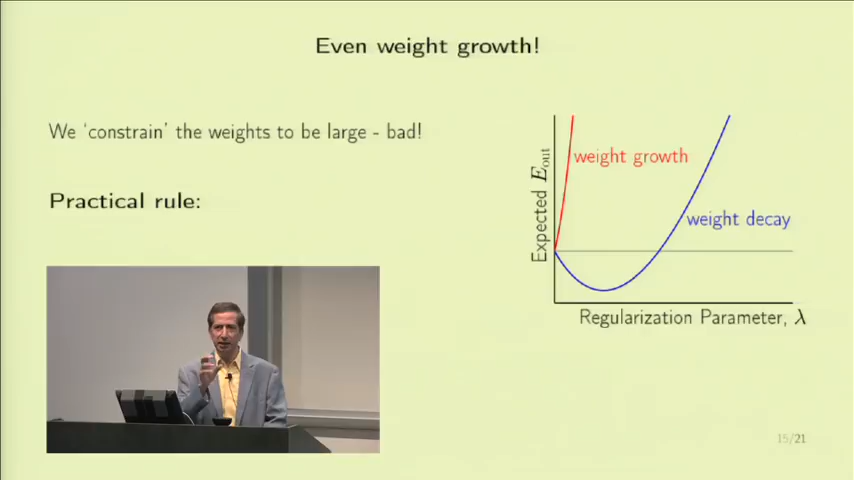 Even weight growth!
We ‘constrain’ the weights to be large - bad!
Practical rule:
Expected E_out
weight growth
weight decay
Regularization Parameter, λ
15/21